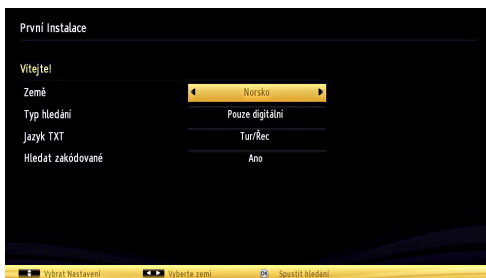 První Instalace
Vítejte!
Země Norsko
Typ hledání Pouze digitální
Jazyk TXT Tur/Řec
Hledat zakódované Ano
Vybrat Nastavení Vyberte zemi OK Spustit hledání